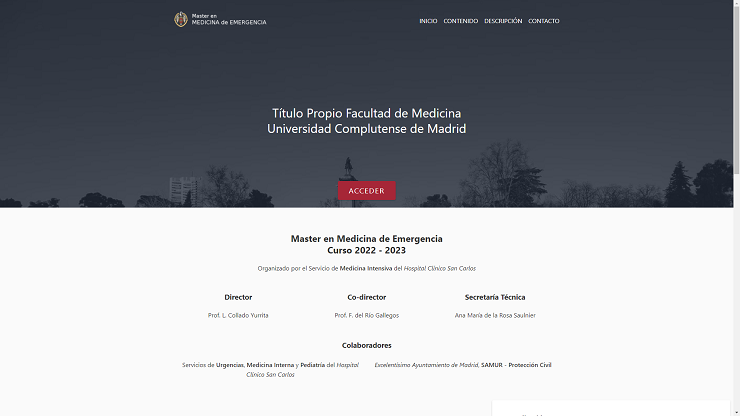 Master en
MEDICINA de EMERGENCIA
INICIO CONTENIDO DESCRIPCIÓN CONTACTO
Título Propio Facultad de Medicina
Universidad Complutense de Madrid
ACCEDER
Master en Medicina de Emergencia
Curso 2022 - 2023
Organizado por el Servicio de Medicina Intensiva del Hospital Clínico San Carlos
Director
Prof. L. Collado Yurrita
Co-director
Prof. F. del Río Gallegos
Secretaría Técnica
Ana María de la Rosa Saulnier
Colaboradores
Servicios de Urgencias, Medicina Interna y Pediatría del Hospital
Clínico San Carlos
Excelentísimo Ayuntamiento de Madrid, SAMUR - Protección Civil